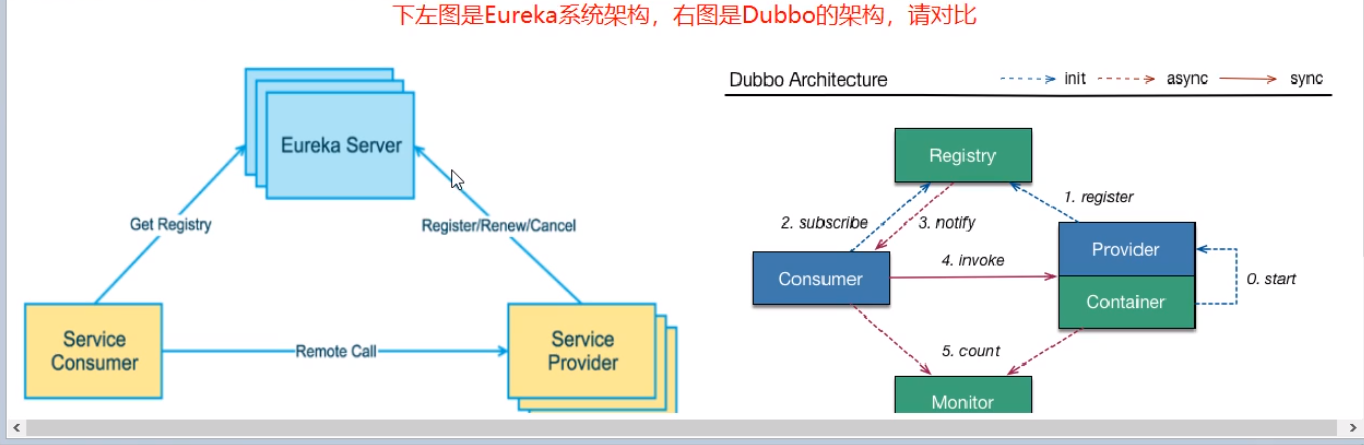 下左图是Eureka系统架构，右图是Dubbo的架构，请对比
Eureka Server
Get Registry
Register/Renew/Cancel
Service
Consumer
Remote Call
Service
Provider
Dubbo Architecture
init
async
sync
Registry
1. register
2. subscribe
3. notify
Provider
4. invoke
Consumer
0. start
Container
5. count
Monitor